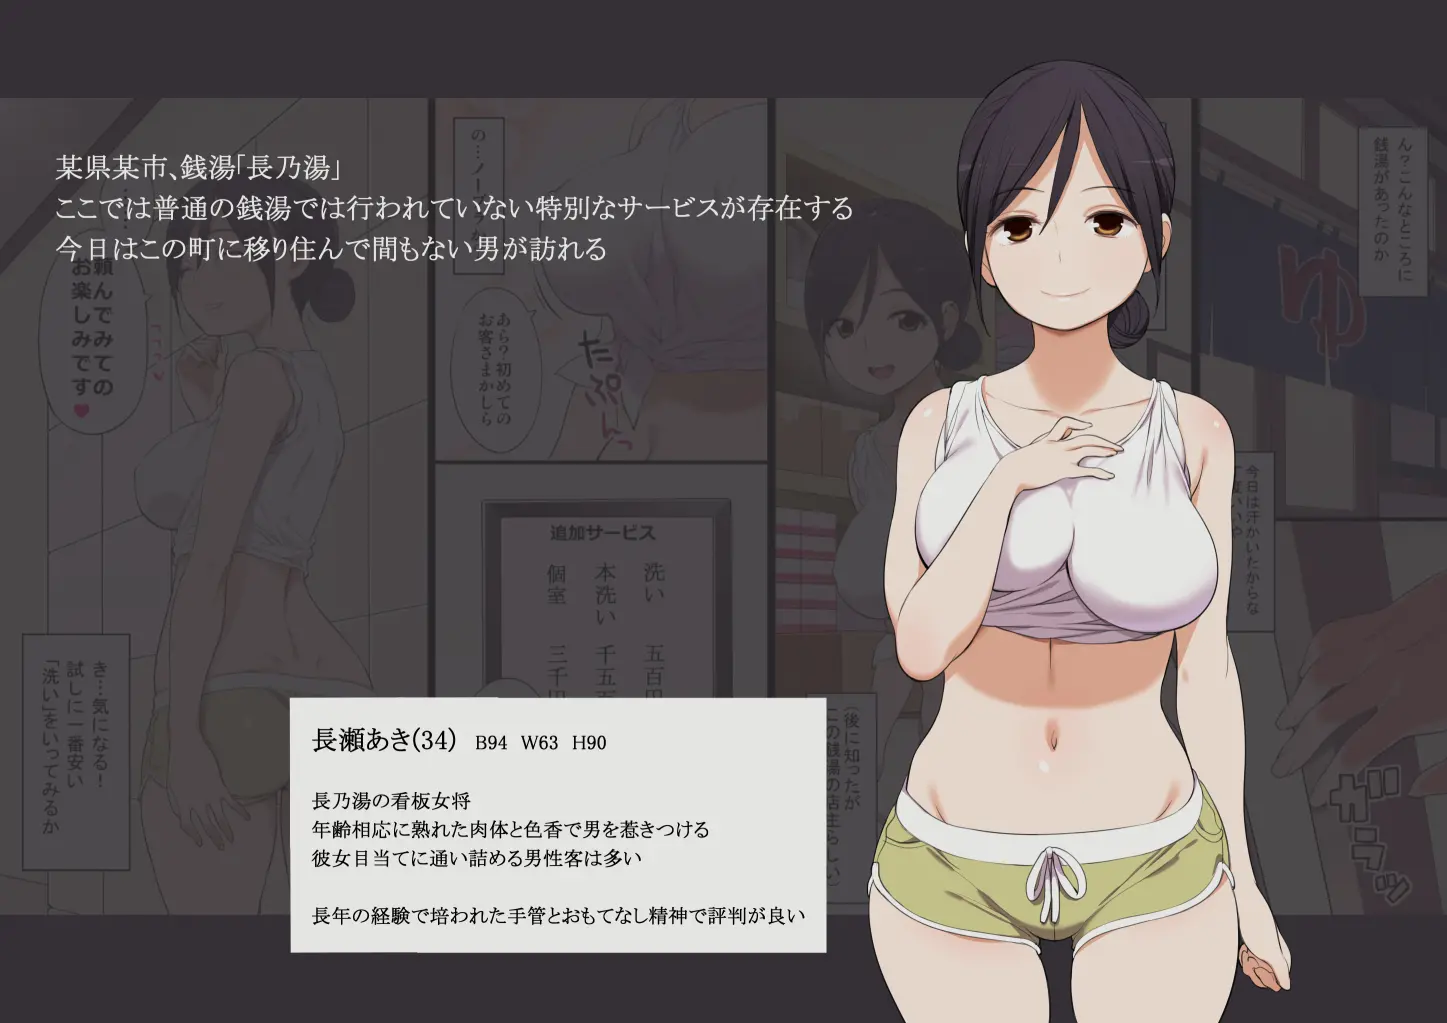 某県某市、銭湯「長乃湯」
ここでは普通の銭湯では行われていない特別なサービスが存在する
今日はこの町に移り住んで間もない男が訪れる
ん?こんなところに
銭湯があったのか
ゆ
今日は汗かいたからな
ガラッ
(後に知ったが
この銭湯の店主らしい)
の…ノーブラか
あら?初めての
お客さまかしら
たぷんっ
追加サービス
洗い 五百円
本洗い 千五百
個室 三千円
頼んでみての
お楽しみです♥
き…気になる!
試しに一番安い
「洗い」をいってみるか
長瀬あき(34) B94 W63 H90
長乃湯の看板女将
年齢相応に熟れた肉体と色香で男を惹きつける
彼女目当てに通い詰める男性客は多い
長年の経験で培われた手管とおもてなし精神で評判が良い